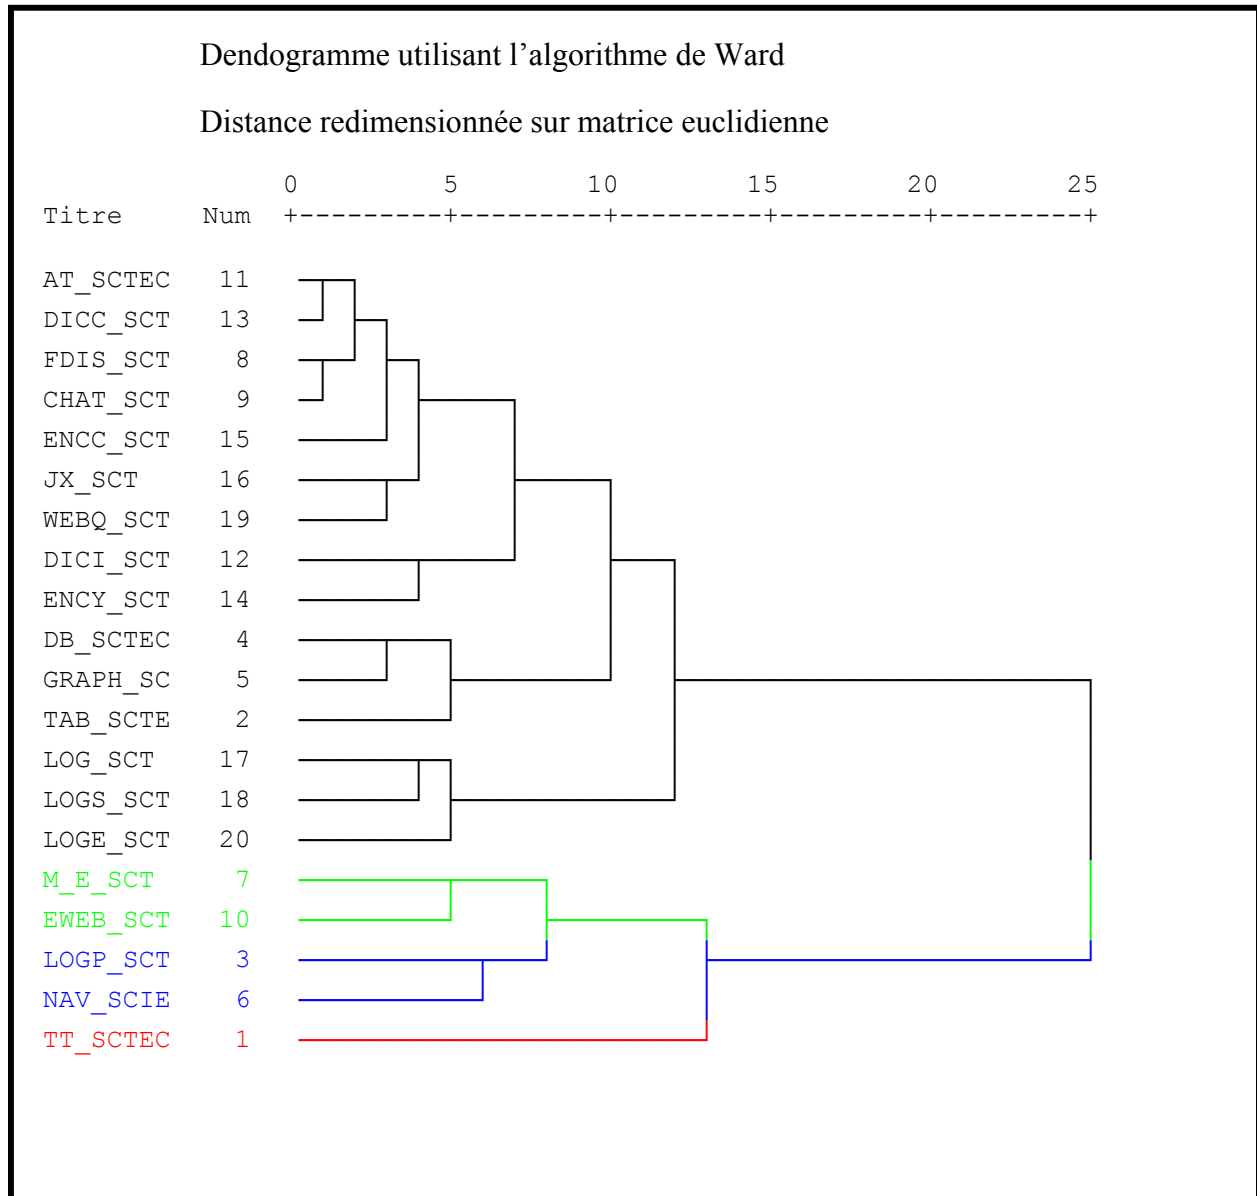 Dendogramme utilisant l’algorithme de Ward
Distance redimensionnée sur matrice euclidienne
0 5 10 15 20 25
Titre Num +---------+---------+---------+---------+---------+
AT_SCTEC 11
DICC_SCT 13
FDIS_SCT 8
CHAT_SCT 9
ENCC_SCT 15
JX_SCT 16
WEBQ_SCT 19
DICI_SCT 12
ENCY_SCT 14
DB_SCTEC 4
GRAPH_SC 5
TAB_SCTE 2
LOG_SCT 17
LOGS_SCT 18
LOGE_SCT 20
M_E_SCT 7
EWEB_SCT 10
LOGP_SCT 3
NAV_SCIE 6
TT_SCTEC 1